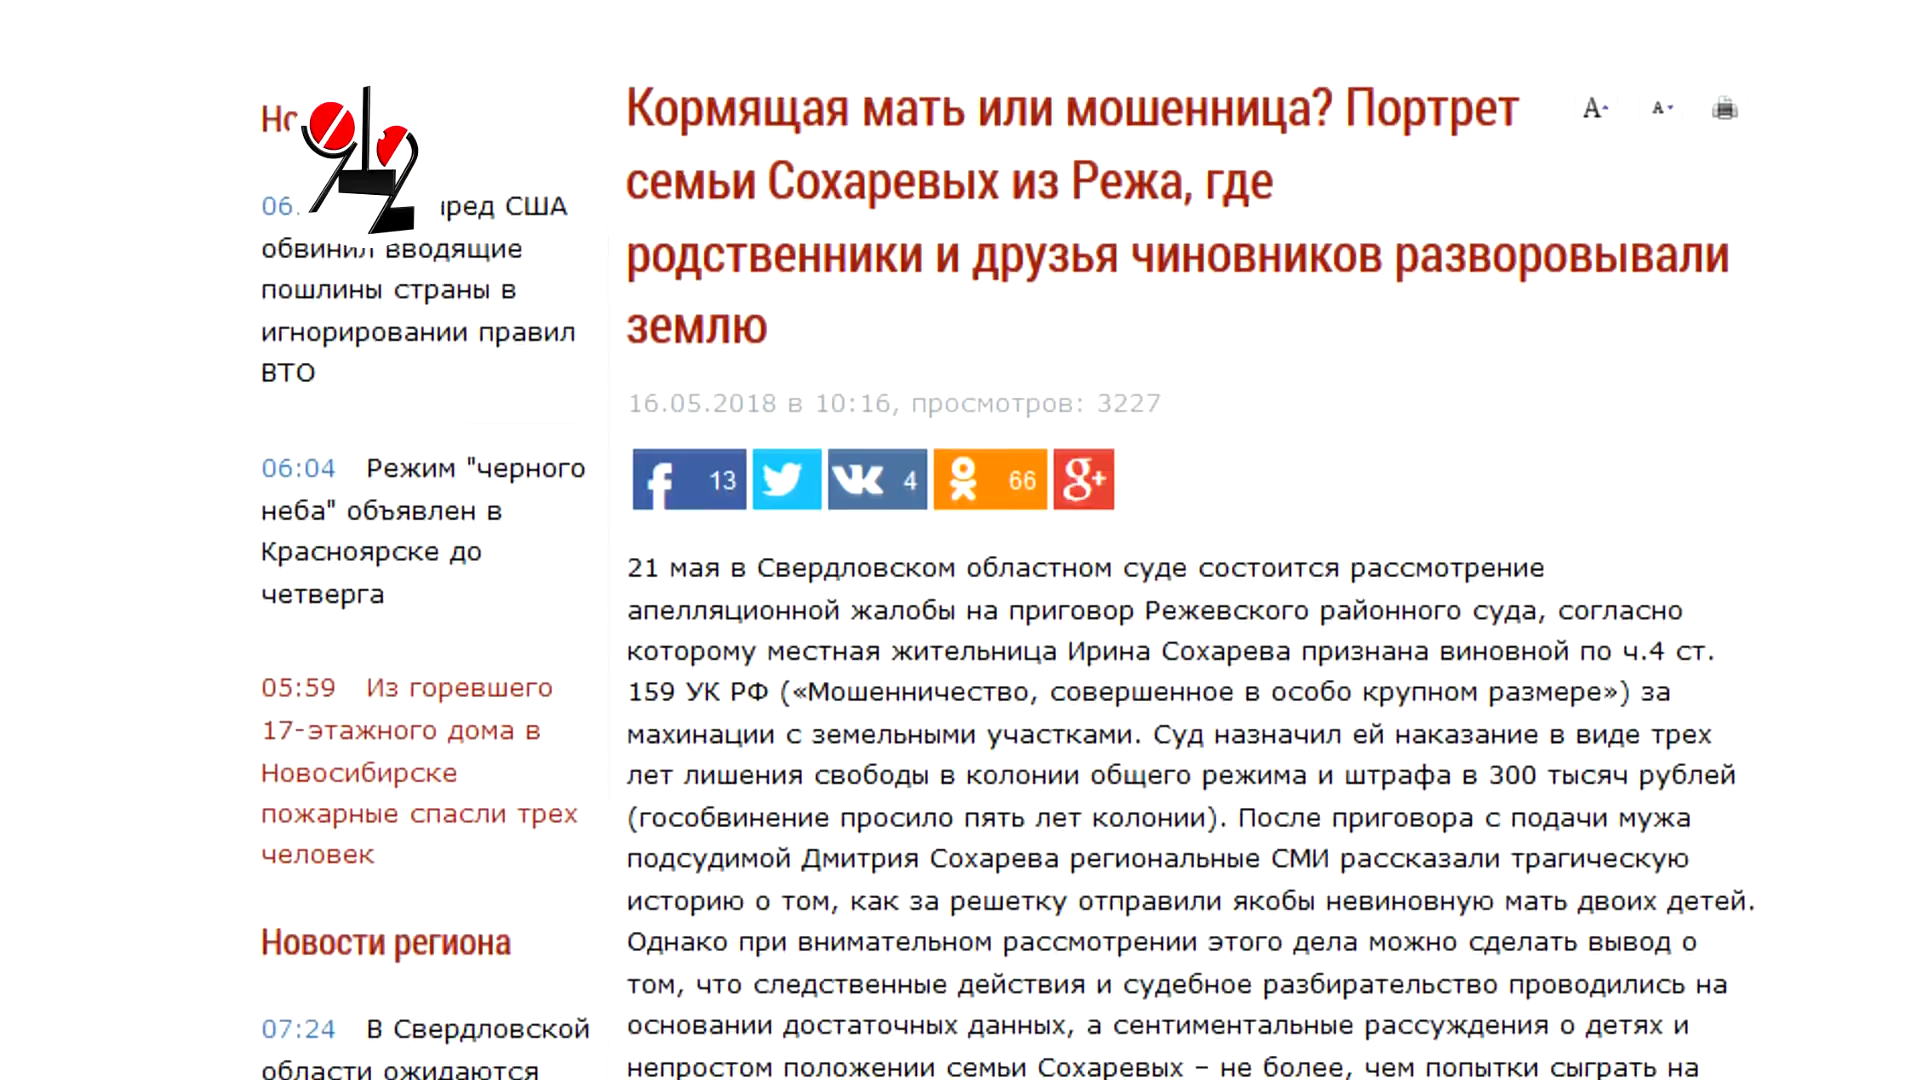 06. пред США
обвинил вводящие
пошлины страны в
игнорировании правил
ВТО
06:04 Режим "черного
неба" объявлен в
Красноярске до
четверга
05:59 Из горевшего
17-этажного дома в
Новосибирске
пожарные спасли трех
человек
Новости региона
07:24 В Свердловской
области ожидаются
Кормящая мать или мошенница? Портрет
семьи Сохаревых из Режа, где
родственники и друзья чиновников разворовывали
землю
A A
16.05.2018 в 10:16, просмотров: 3227
13 4 66 g+
21 мая в Свердловском областном суде состоится рассмотрение
апелляционной жалобы на приговор Режевского районного суда, согласно
которому местная жительница Ирина Сохарева признана виновной по ч.4 ст.
159 УК РФ («Мошенничество, совершенное в особо крупном размере») за
махинации с земельными участками. Суд назначил ей наказание в виде трех
лет лишения свободы в колонии общего режима и штрафа в 300 тысяч рублей
(гособвинение просило пять лет колонии). После приговора с подачи мужа
подсудимой Дмитрия Сохарева региональные СМИ рассказали трагическую
историю о том, как за решетку отправили якобы невиновную мать двоих детей.
Однако при внимательном рассмотрении этого дела можно сделать вывод о
том, что следственные действия и судебное разбирательство проводились на
основании достаточных данных, а сентиментальные рассуждения о детях и
непростом положении семьи Сохаревых – не более, чем попытки сыграть на